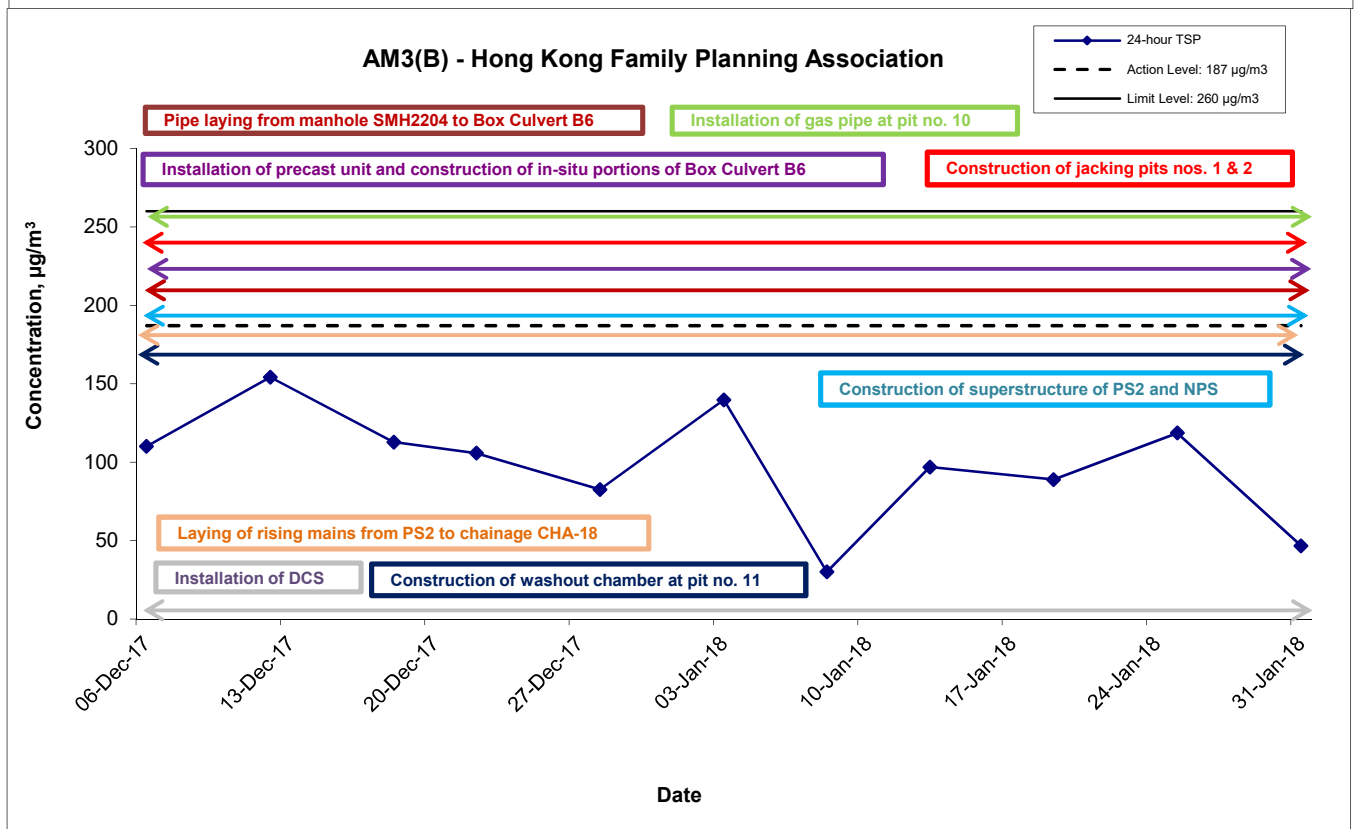 AM3(B) - Hong Kong Family Planning Association
24-hour TSP
Action Level: 187 µg/m3
Limit Level: 260 µg/m3
Pipe laying from manhole SMH2204 to Box Culvert B6
Installation of gas pipe at pit no. 10
Installation of precast unit and construction of in-situ portions of Box Culvert B6
Construction of jacking pits nos. 1 & 2
Concentration, µg/m³
300
250
200
150
100
50
0
Construction of superstructure of PS2 and NPS
Laying of rising mains from PS2 to chainage CHA-18
Installation of DCS
Construction of washout chamber at pit no. 11
06-Dec-17
13-Dec-17
20-Dec-17
27-Dec-17
03-Jan-18
10-Jan-18
17-Jan-18
24-Jan-18
31-Jan-18
Date